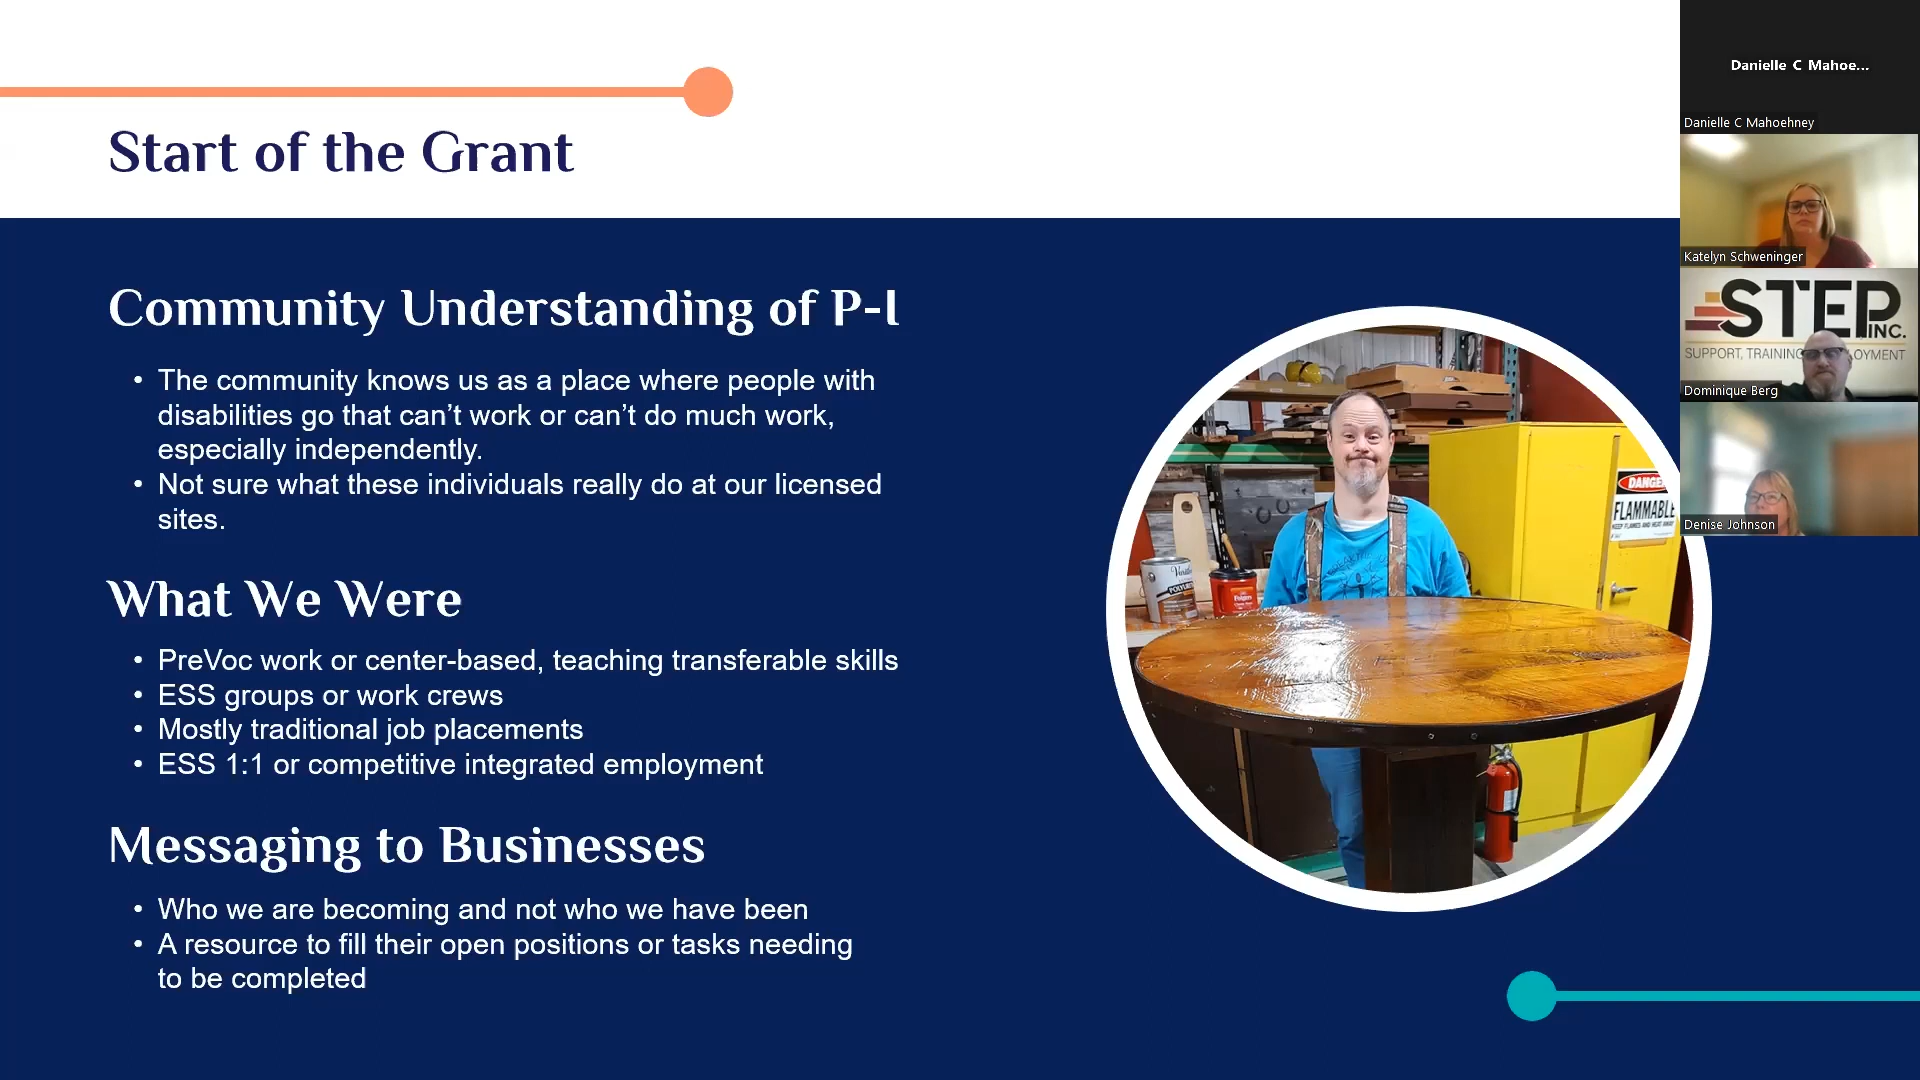 Start of the Grant
Community Understanding of P-I
• The community knows us as a place where people with
disabilities go that can’t work or can’t do much work,
especially independently.
• Not sure what these individuals really do at our licensed
sites.
What We Were
• PreVoc work or center-based, teaching transferable skills
• ESS groups or work crews
• Mostly traditional job placements
• ESS 1:1 or competitive integrated employment
Messaging to Businesses
• Who we are becoming and not who we have been
• A resource to fill their open positions or tasks needing
to be completed
DANGER
FLAMMABLE
Folgers
Danielle C Mahoe...
Danielle C Mahoehney
Katelyn Schweninger
STEP
INC.
SUPPORT, TRAINING
OYMENT
Dominique Berg
Denise Johnson